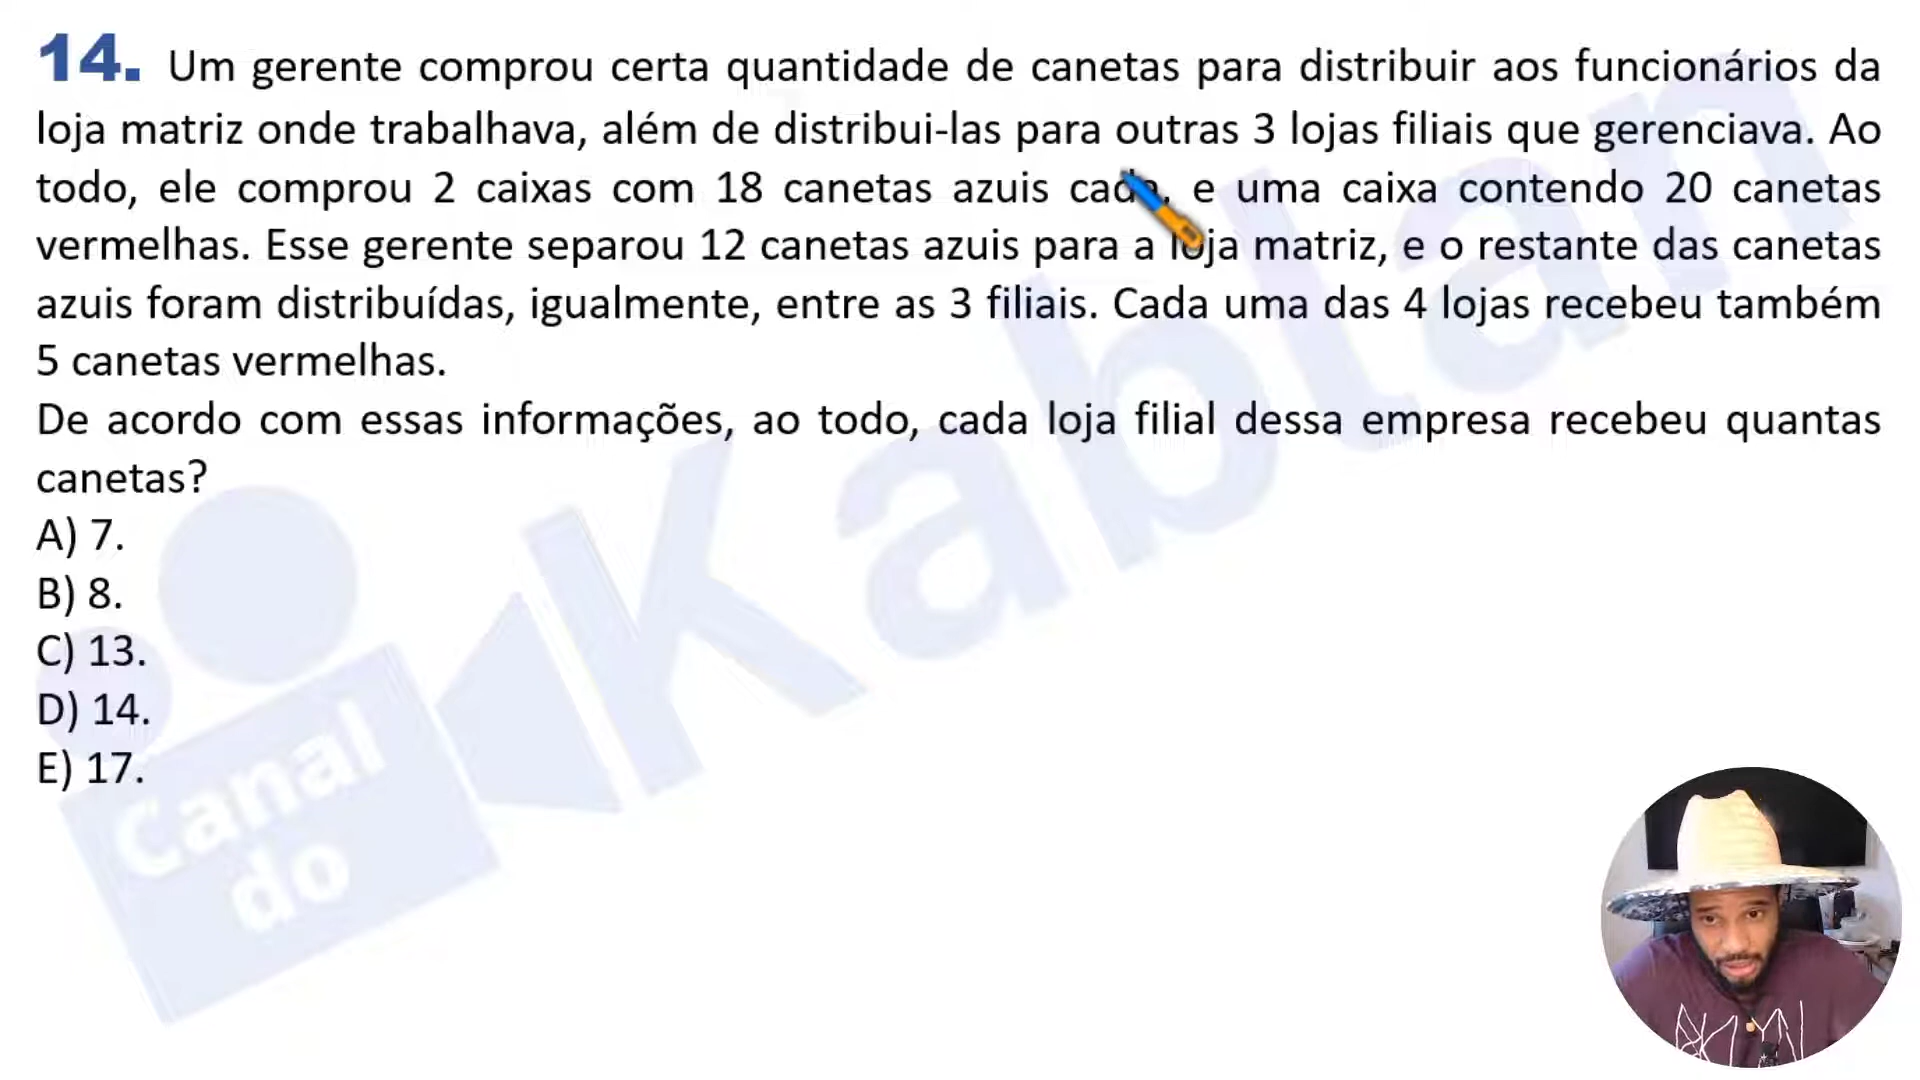 14. Um gerente comprou certa quantidade de canetas para distribuir aos funcionários da
loja matriz onde trabalhava, além de distribui-las para outras 3 lojas filiais que gerenciava. Ao
todo, ele comprou 2 caixas com 18 canetas azuis cada, e uma caixa contendo 20 canetas
vermelhas. Esse gerente separou 12 canetas azuis para a loja matriz, e o restante das canetas
azuis foram distribuídas, igualmente, entre as 3 filiais. Cada uma das 4 lojas recebeu também
5 canetas vermelhas.
De acordo com essas informações, ao todo, cada loja filial dessa empresa recebeu quantas
canetas?
A) 7.
B) 8.
C) 13.
D) 14.
E) 17.
Canal
do
Kablan